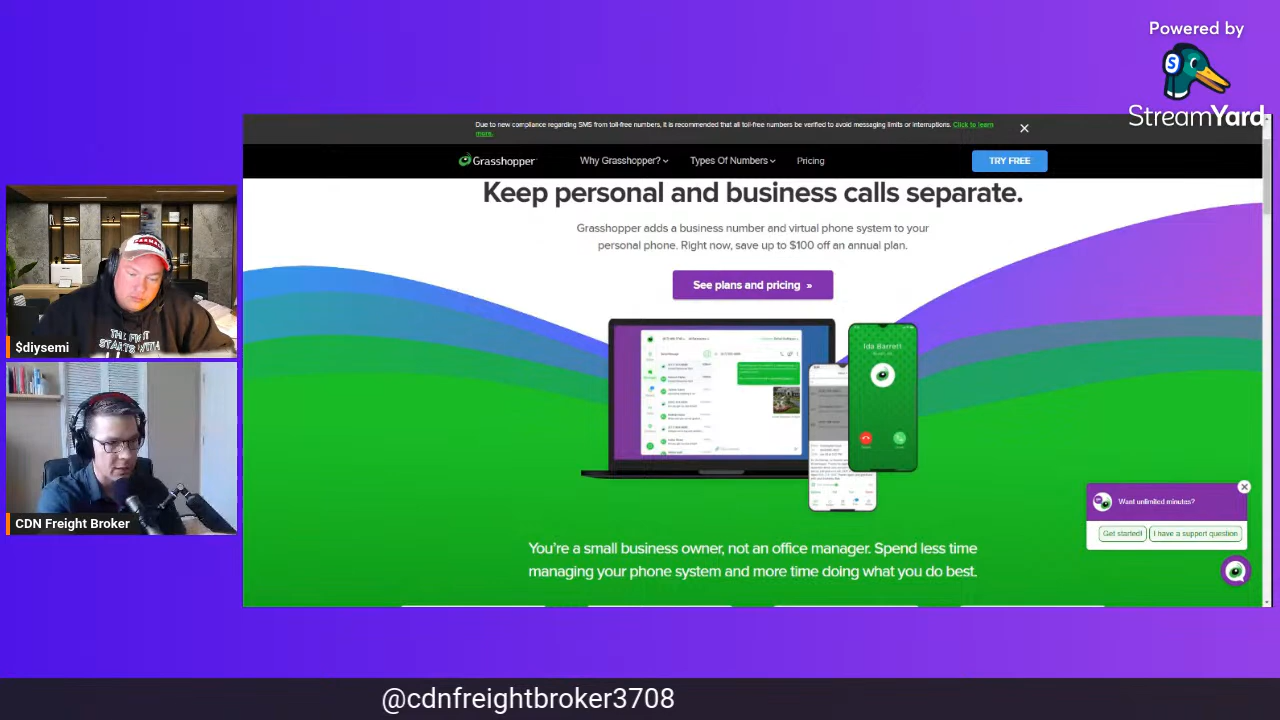 Powered by
StreamYard
Due to new compliance regarding SMS from toll-free numbers, it is recommended that all toll-free numbers be verified to avoid messaging limits or interruptions. Click to learn
more.
Grasshopper
Why Grasshopper?
Types Of Numbers
Pricing
TRY FREE
Keep personal and business calls separate.
Grasshopper adds a business number and virtual phone system to your
personal phone. Right now, save up to $100 off an annual plan.
See plans and pricing »
Ida Barrett
Want unlimited minutes?
Get started!
I have a support question
You're a small business owner, not an office manager. Spend less time
managing your phone system and more time doing what you do best.
THE
STARTS WITH
$diysemi
CDN Freight Broker
@cdnfreightbroker3708